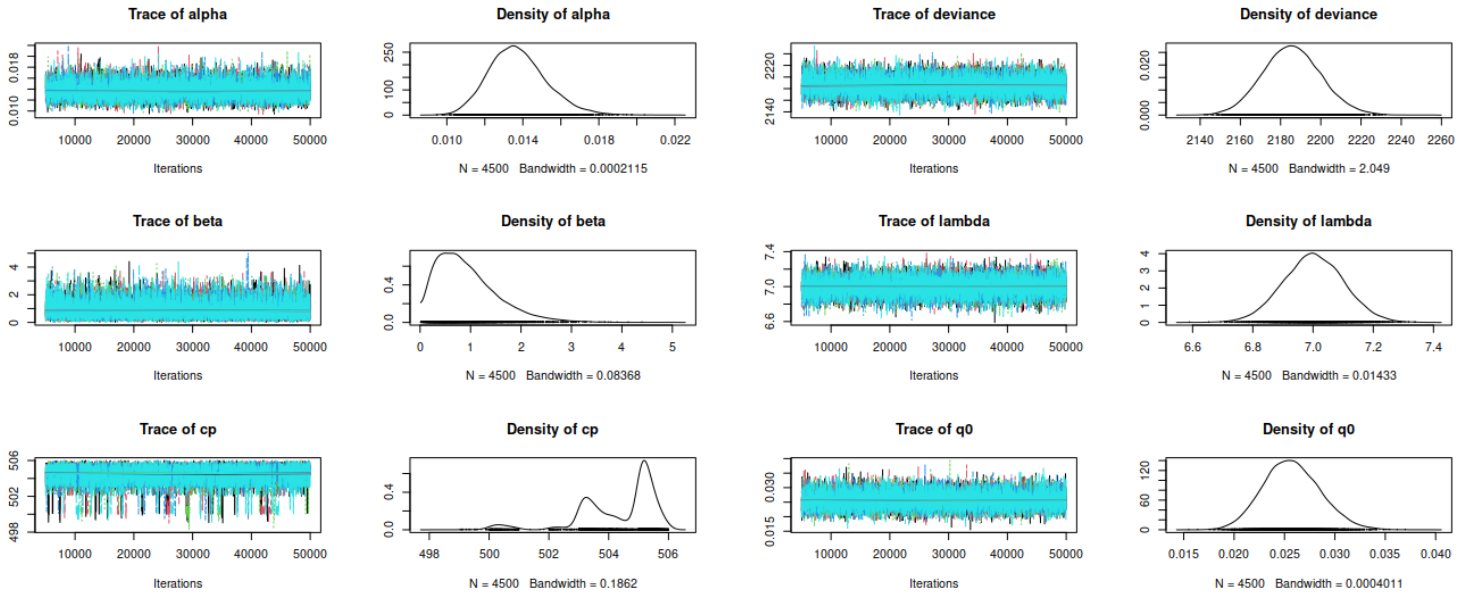 Trace of alpha
0.010 0.018
10000 20000 30000 40000 50000
Iterations
Density of alpha
0 100 250
0.010 0.014 0.018 0.022
N = 4500 Bandwidth = 0.0002115
Trace of deviance
2140 2220
10000 20000 30000 40000 50000
Iterations
Density of deviance
0.000 0.020
2140 2160 2180 2200 2220 2240 2260
N = 4500 Bandwidth = 2.049
Trace of beta
0 2 4
10000 20000 30000 40000 50000
Iterations
Density of beta
0.0 0.4
0 1 2 3 4 5
N = 4500 Bandwidth = 0.08368
Trace of lambda
6.6 7.0 7.4
10000 20000 30000 40000 50000
Iterations
Density of lambda
0 1 2 3 4
6.6 6.8 7.0 7.2 7.4
N = 4500 Bandwidth = 0.01433
Trace of cp
498 502 506
10000 20000 30000 40000 50000
Iterations
Density of cp
0.0 0.4
498 500 502 504 506
N = 4500 Bandwidth = 0.1862
Trace of q0
0.015 0.030
10000 20000 30000 40000 50000
Iterations
Density of q0
0 60 120
0.015 0.020 0.025 0.030 0.035 0.040
N = 4500 Bandwidth = 0.0004011